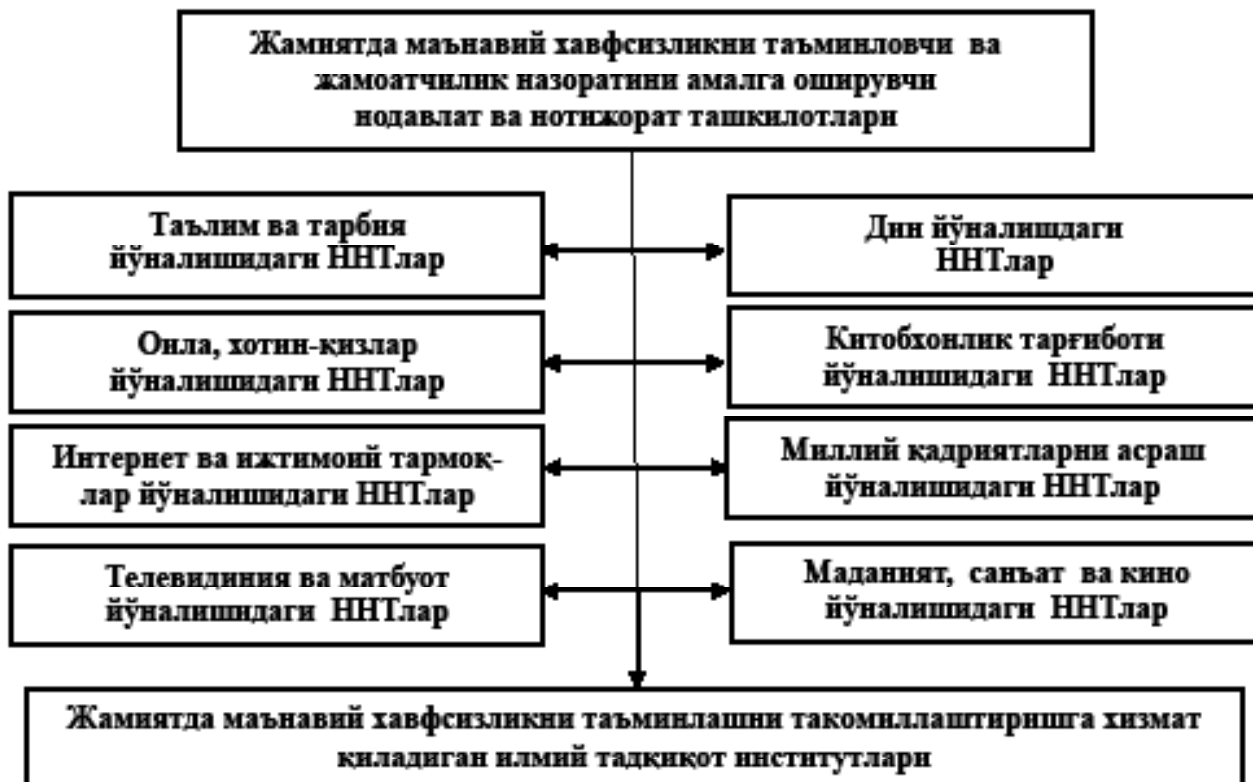 Жамиятда маънавий хавфсизликни таъминловчи ва
жамоатчилик назоратини амалга оширувчи
нодавлат ва нотижорат ташкилотлари
Таълим ва тарбия
йўналишидаги ННТлар
Дин йўналишдаги
ННТлар
Оила, хотин-қизлар
йўналишидаги ННТлар
Китобхонлик тарғиботи
йўналишидаги ННТлар
Интернет ва ижтимоий тармоқ-
лар йўналишидаги ННТлар
Миллий қадриятларни асраш
йўналишидаги ННТлар
Телевидиния ва матбуот
йўналишидаги ННТлар
Маданият, санъат ва кино
йўналишидаги ННТлар
Жамиятда маънавий хавфсизликни таъминлашни такомиллаштиришга хизмат
қиладиган илмий тадқиқот институтлари